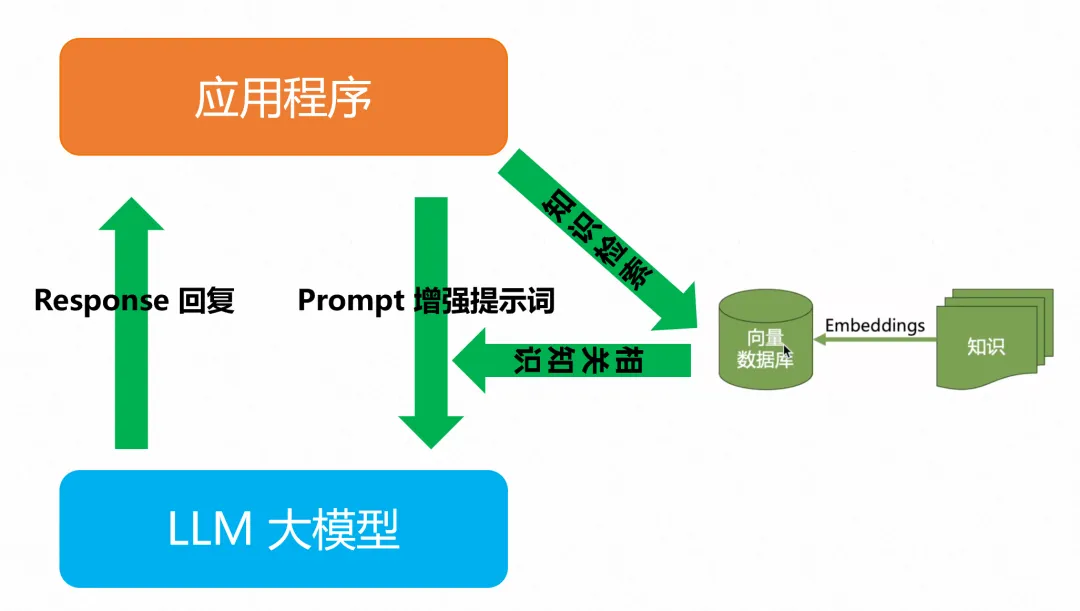 应用程序
知识检索
Response 回复
Prompt 增强提示词
相关知识
向量
数据库
Embeddings
知识
LLM 大模型